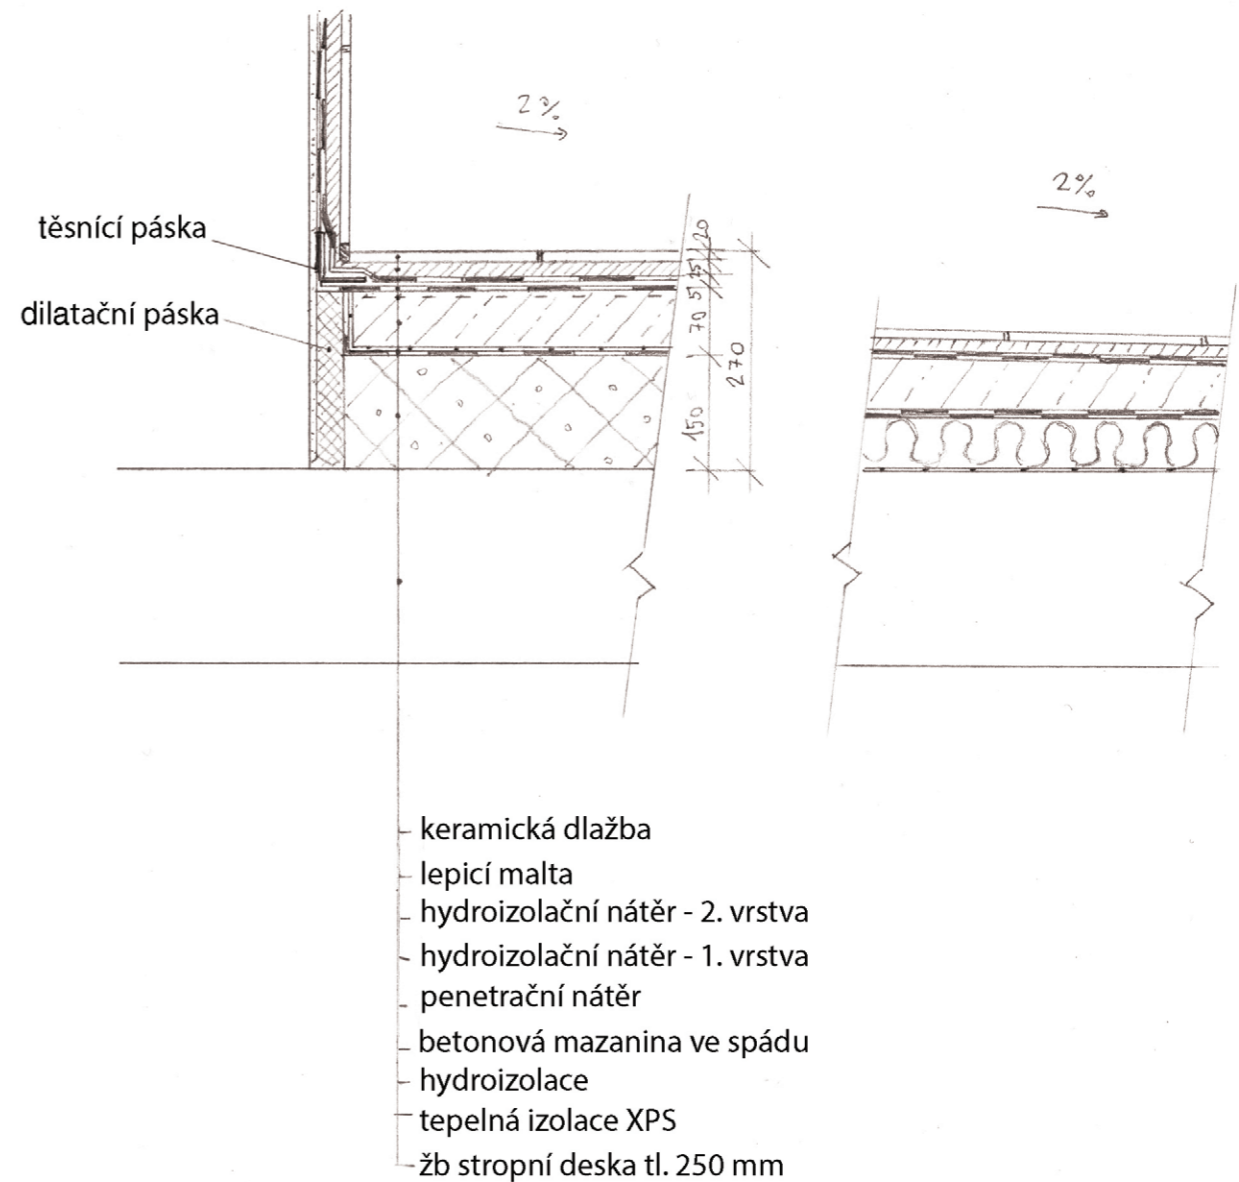 2%
2%
těsnící páska
dilatační páska
20
25
5
70
150
270
keramická dlažba
lepicí malta
hydroizolační nátěr - 2. vrstva
hydroizolační nátěr - 1. vrstva
penetrační nátěr
betonová mazanina ve spádu
hydroizolace
tepelná izolace XPS
žb stropní deska tl. 250 mm